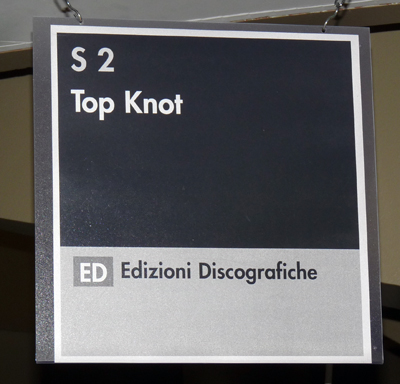 S 2
Top Knot
ED Edizioni Discografiche